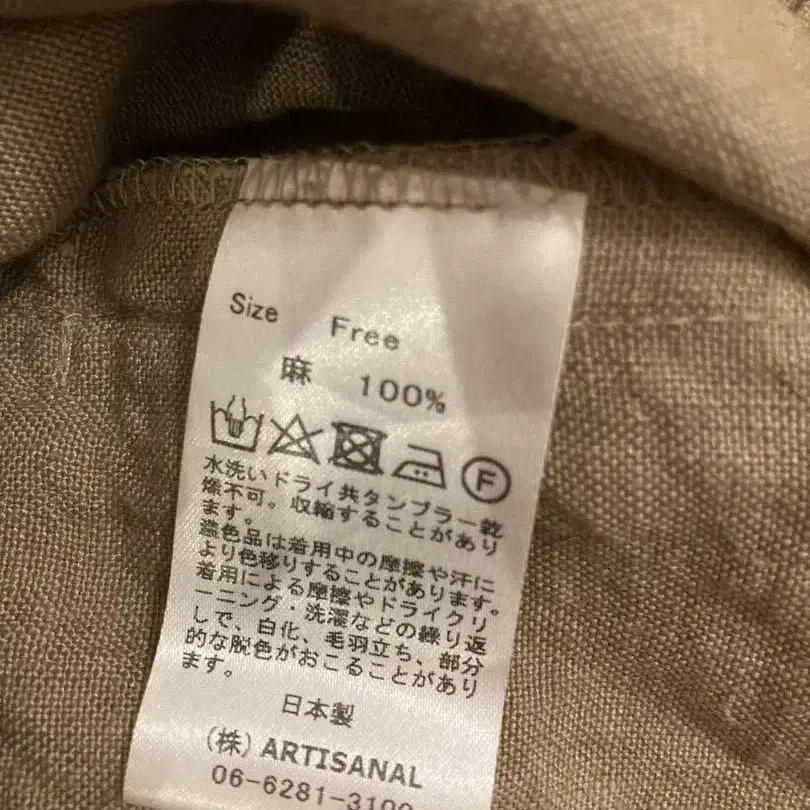 Size Free
麻 100%
F
水洗いドライ共タンブラー乾
燥不可。収縮することがあり
ます。
濃色品は着用中の摩擦や汗に
より色移りすることがあります。
着用による摩擦やドライクリ
ーニング・洗濯などの繰り返
しで、白化、毛羽立ち、部分
的な脱色がおこることがあり
ます。
日本製
(株) ARTISANAL
06-6281-3100